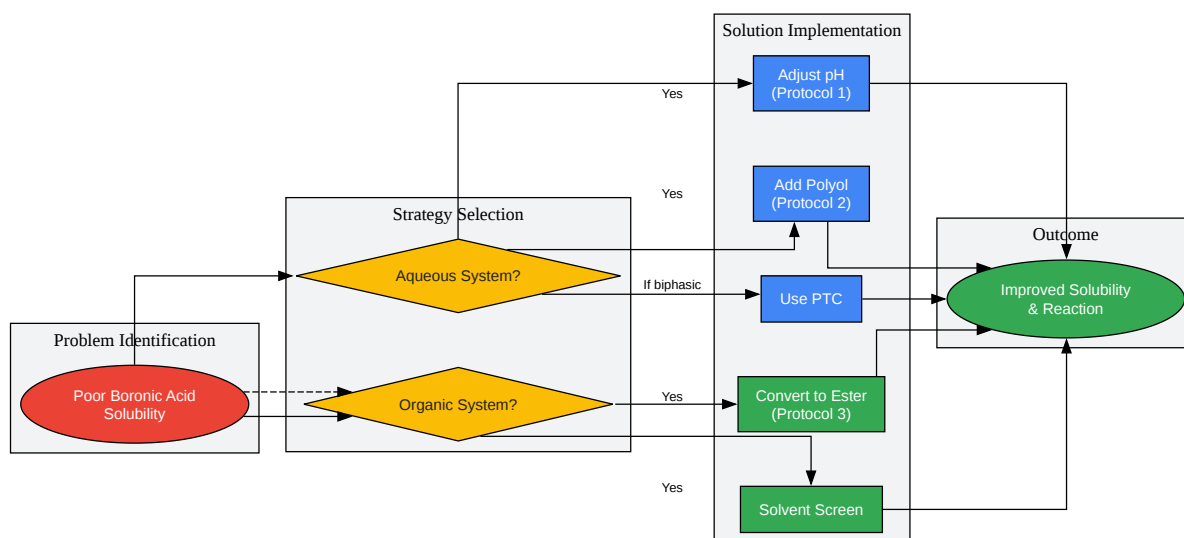 Problem Identification
Poor Boronic Acid
Solubility
Strategy Selection
Aqueous System?
Organic System?
Yes
Yes
If biphasic
Yes
Yes
Solution Implementation
Adjust pH
(Protocol 1)
Add Polyol
(Protocol 2)
Use PTC
Convert to Ester
(Protocol 3)
Solvent Screen
Outcome
Improved Solubility
& Reaction